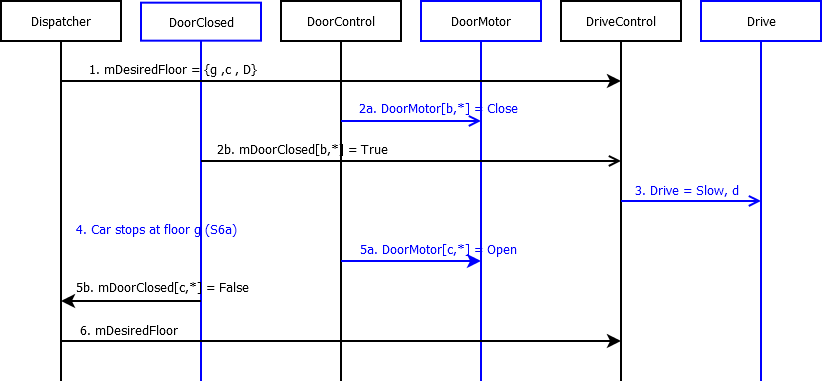 Dispatcher
DoorClosed
DoorControl
DoorMotor
DriveControl
Drive
1. mDesiredFloor = {g ,c , D}
2a. DoorMotor[b,*] = Close
2b. mDoorClosed[b,*] = True
3. Drive = Slow, d
4. Car stops at floor g (S6a)
5a. DoorMotor[c,*] = Open
5b. mDoorClosed[c,*] = False
6. mDesiredFloor